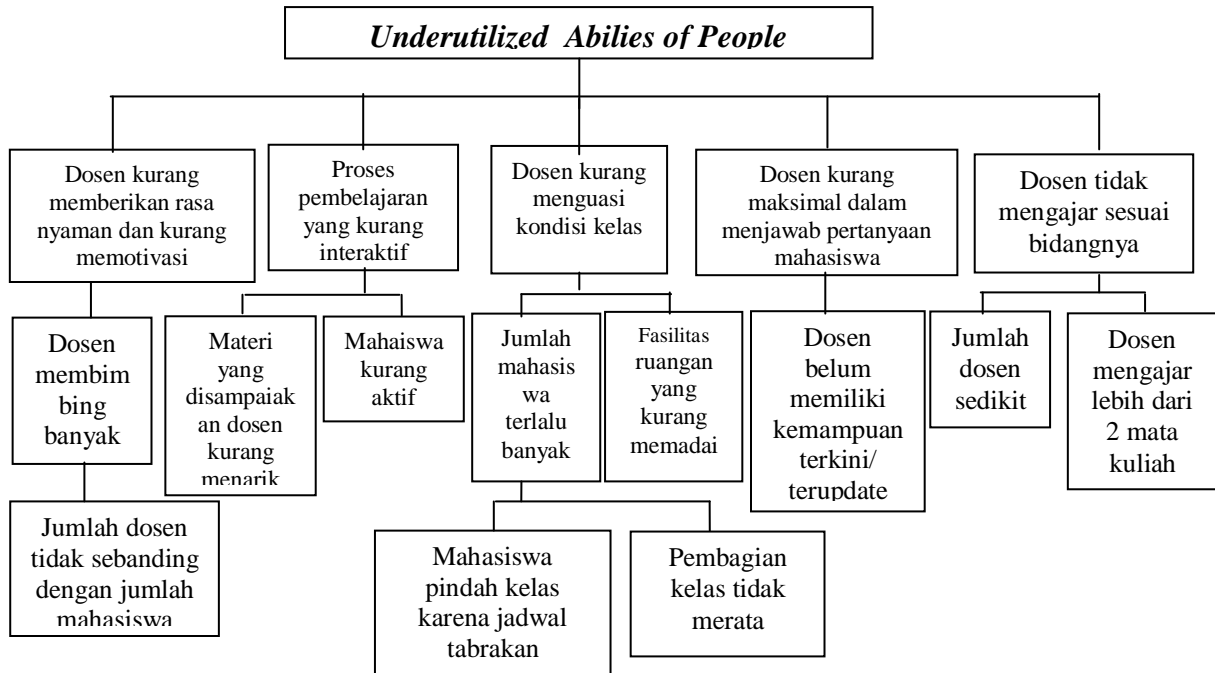 Underutilized Abilies of People
Dosen kurang
memberikan rasa
nyaman dan kurang
memotivasi
Proses
pembelajaran
yang kurang
interaktif
Dosen kurang
menguasi
kondisi kelas
Dosen kurang
maksimal dalam
menjawab pertanyaan
mahasiswa
Dosen tidak
mengajar sesuai
bidangnya
Dosen
membim
bing
banyak
Materi
yang
disampaiak
an dosen
kurang
menarik
Mahaiswa
kurang
aktif
Jumlah
mahasis
wa
terlalu
banyak
Fasilitas
ruangan
yang
kurang
memadai
Dosen
belum
memiliki
kemampuan
terkini/
terupdate
Jumlah
dosen
sedikit
Dosen
mengajar
lebih dari
2 mata
kuliah
Jumlah dosen
tidak sebanding
dengan jumlah
mahasiswa
Mahasiswa
pindah kelas
karena jadwal
tabrakan
Pembagian
kelas tidak
merata